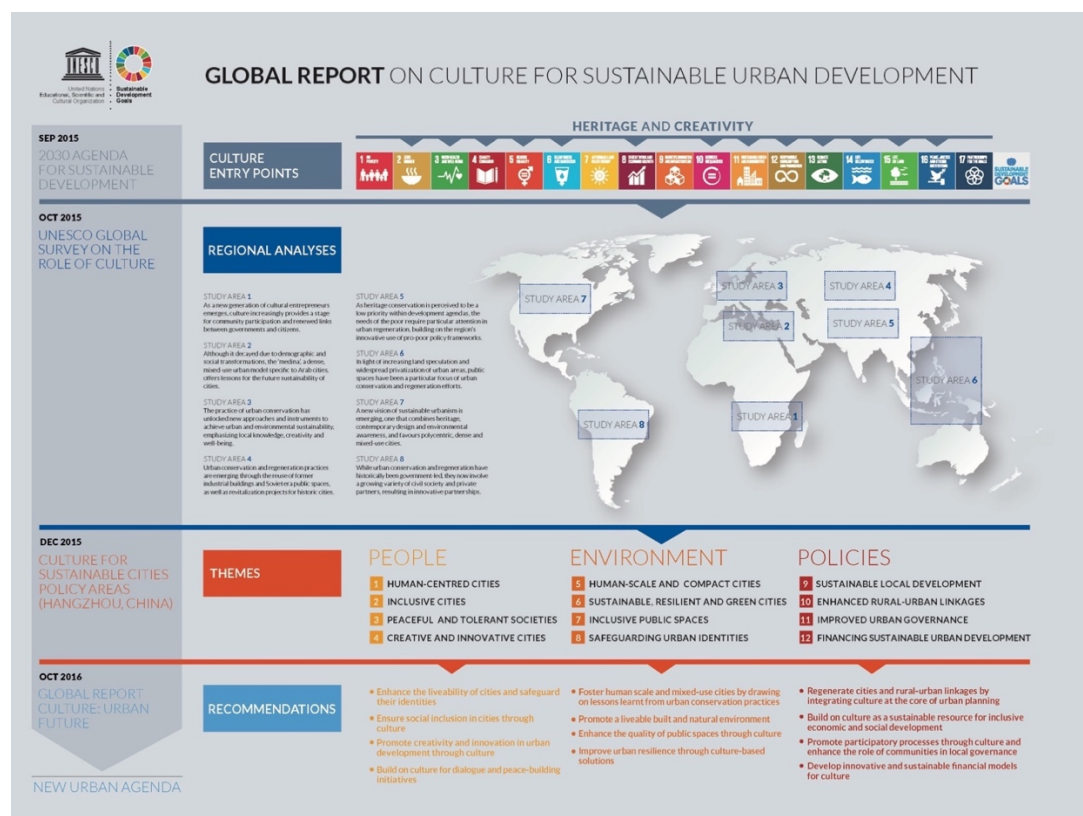 United Nations
Educational, Scientific and
Cultural Organization
Sustainable
Development
Goals
GLOBAL REPORT ON CULTURE FOR SUSTAINABLE URBAN DEVELOPMENT
HERITAGE AND CREATIVITY
SEP 2015
2030 AGENDA
FOR SUSTAINABLE
DEVELOPMENT
CULTURE
ENTRY POINTS
1
2
3
4
5
6
7
8
9
10
11
12
13
14
15
16
17
SUSTAINABLE
DEVELOPMENT
GOALS
OCT 2015
UNESCO GLOBAL
SURVEY ON THE
ROLE OF CULTURE
REGIONAL ANALYSES
STUDY AREA 1
As a new generation of cultural entrepreneurs
emerges, culture increasingly provides a stage
for community participation and renewed links
between governments and citizens.
STUDY AREA 2
Although it decayed due to demographic and
social transformations, the 'medina', a dense,
mixed-use urban model specific to Arab cities,
offers lessons for the future sustainability of
cities.
STUDY AREA 3
The practice of urban conservation has
unlocked new approaches and instruments to
achieve urban and environmental sustainability,
emphasizing local knowledge, creativity and
well-being.
STUDY AREA 4
Urban conservation and regeneration practices
are emerging through the reuse of former
industrial buildings and Soviet era public spaces,
as well as revitalization projects for historic cities.
STUDY AREA 5
As heritage conservation is perceived to be a
low priority within development agendas, the
needs of the poor require particular attention in
urban regeneration, building on the region's
innovative use of pro-poor policy frameworks.
STUDY AREA 6
In light of increasing land speculation and
widespread privatization of urban areas, public
spaces have been a particular focus of urban
conservation and regeneration efforts.
STUDY AREA 7
A new vision of sustainable urbanism is
emerging, one that combines heritage,
contemporary design and environmental
awareness, and favours polycentric, dense and
mixed-use cities.
STUDY AREA 8
While urban conservation and regeneration have
historically been government-led, they now involve
a growing variety of civil society and private
partners, resulting in innovative partnerships.
STUDY AREA 7
STUDY AREA 3
STUDY AREA 4
STUDY AREA 2
STUDY AREA 5
STUDY AREA 6
STUDY AREA 1
STUDY AREA 8
DEC 2015
CULTURE FOR
SUSTAINABLE CITIES
POLICY AREAS
(HANGZHOU, CHINA)
THEMES
PEOPLE
1 HUMAN-CENTRED CITIES
2 INCLUSIVE CITIES
3 PEACEFUL AND TOLERANT SOCIETIES
4 CREATIVE AND INNOVATIVE CITIES
ENVIRONMENT
5 HUMAN-SCALE AND COMPACT CITIES
6 SUSTAINABLE, RESILIENT AND GREEN CITIES
7 INCLUSIVE PUBLIC SPACES
8 SAFEGUARDING URBAN IDENTITIES
POLICIES
9 SUSTAINABLE LOCAL DEVELOPMENT
10 ENHANCED RURAL-URBAN LINKAGES
11 IMPROVED URBAN GOVERNANCE
12 FINANCING SUSTAINABLE URBAN DEVELOPMENT
OCT 2016
GLOBAL REPORT
CULTURE: URBAN
FUTURE
NEW URBAN AGENDA
RECOMMENDATIONS
• Enhance the liveability of cities and safeguard
their identities
• Ensure social inclusion in cities through
culture
• Promote creativity and innovation in urban
development through culture
• Build on culture for dialogue and peace-building
initiatives
• Foster human scale and mixed-use cities by drawing
on lessons learnt from urban conservation practices
• Promote a liveable built and natural environment
• Enhance the quality of public spaces through culture
• Improve urban resilience through culture-based
solutions
• Regenerate cities and rural-urban linkages by
integrating culture at the core of urban planning
• Build on culture as a sustainable resource for inclusive
economic and social development
• Promote participatory processes through culture and
enhance the role of communities in local governance
• Develop innovative and sustainable financial models
for culture